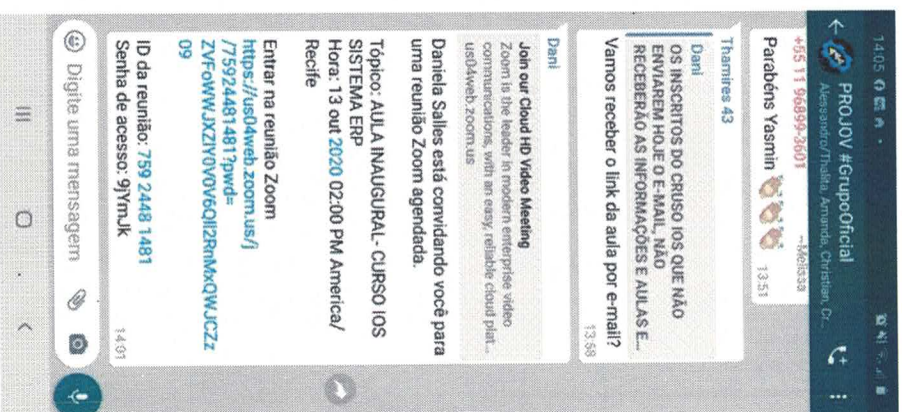 14:05
PROJOV #GrupoOficial
Alessandro/Thalita, Amanda, Christian, Cr...
+55 11 96899-3601 ~Melissa
Parabéns Yasmin
13:51
Thamires 43
Dani
OS INSCRITOS DO CRUSO IOS QUE NÃO
ENVIAREM HOJE O E-MAIL, NÃO
RECEBERÃO AS INFORMAÇÕES E AULAS E...
Vamos receber o link da aula por e-mail?
13:58
Dani
Join our Cloud HD Video Meeting
Zoom is the leader in modern enterprise video
communications, with an easy, reliable cloud plat...
us04web.zoom.us
Daniela Salles está convidando você para
uma reunião Zoom agendada.
Tópico: AULA INAUGURAL- CURSO IOS
SISTEMA ERP
Hora: 13 out 2020 02:00 PM America/
Recife
Entrar na reunião Zoom
https://us04web.zoom.us/j
/75924481481?pwd=
09
ID da reunião: 759 2448 1481
Senha de acesso: 9jYmJk
14:01
Digite uma mensagem